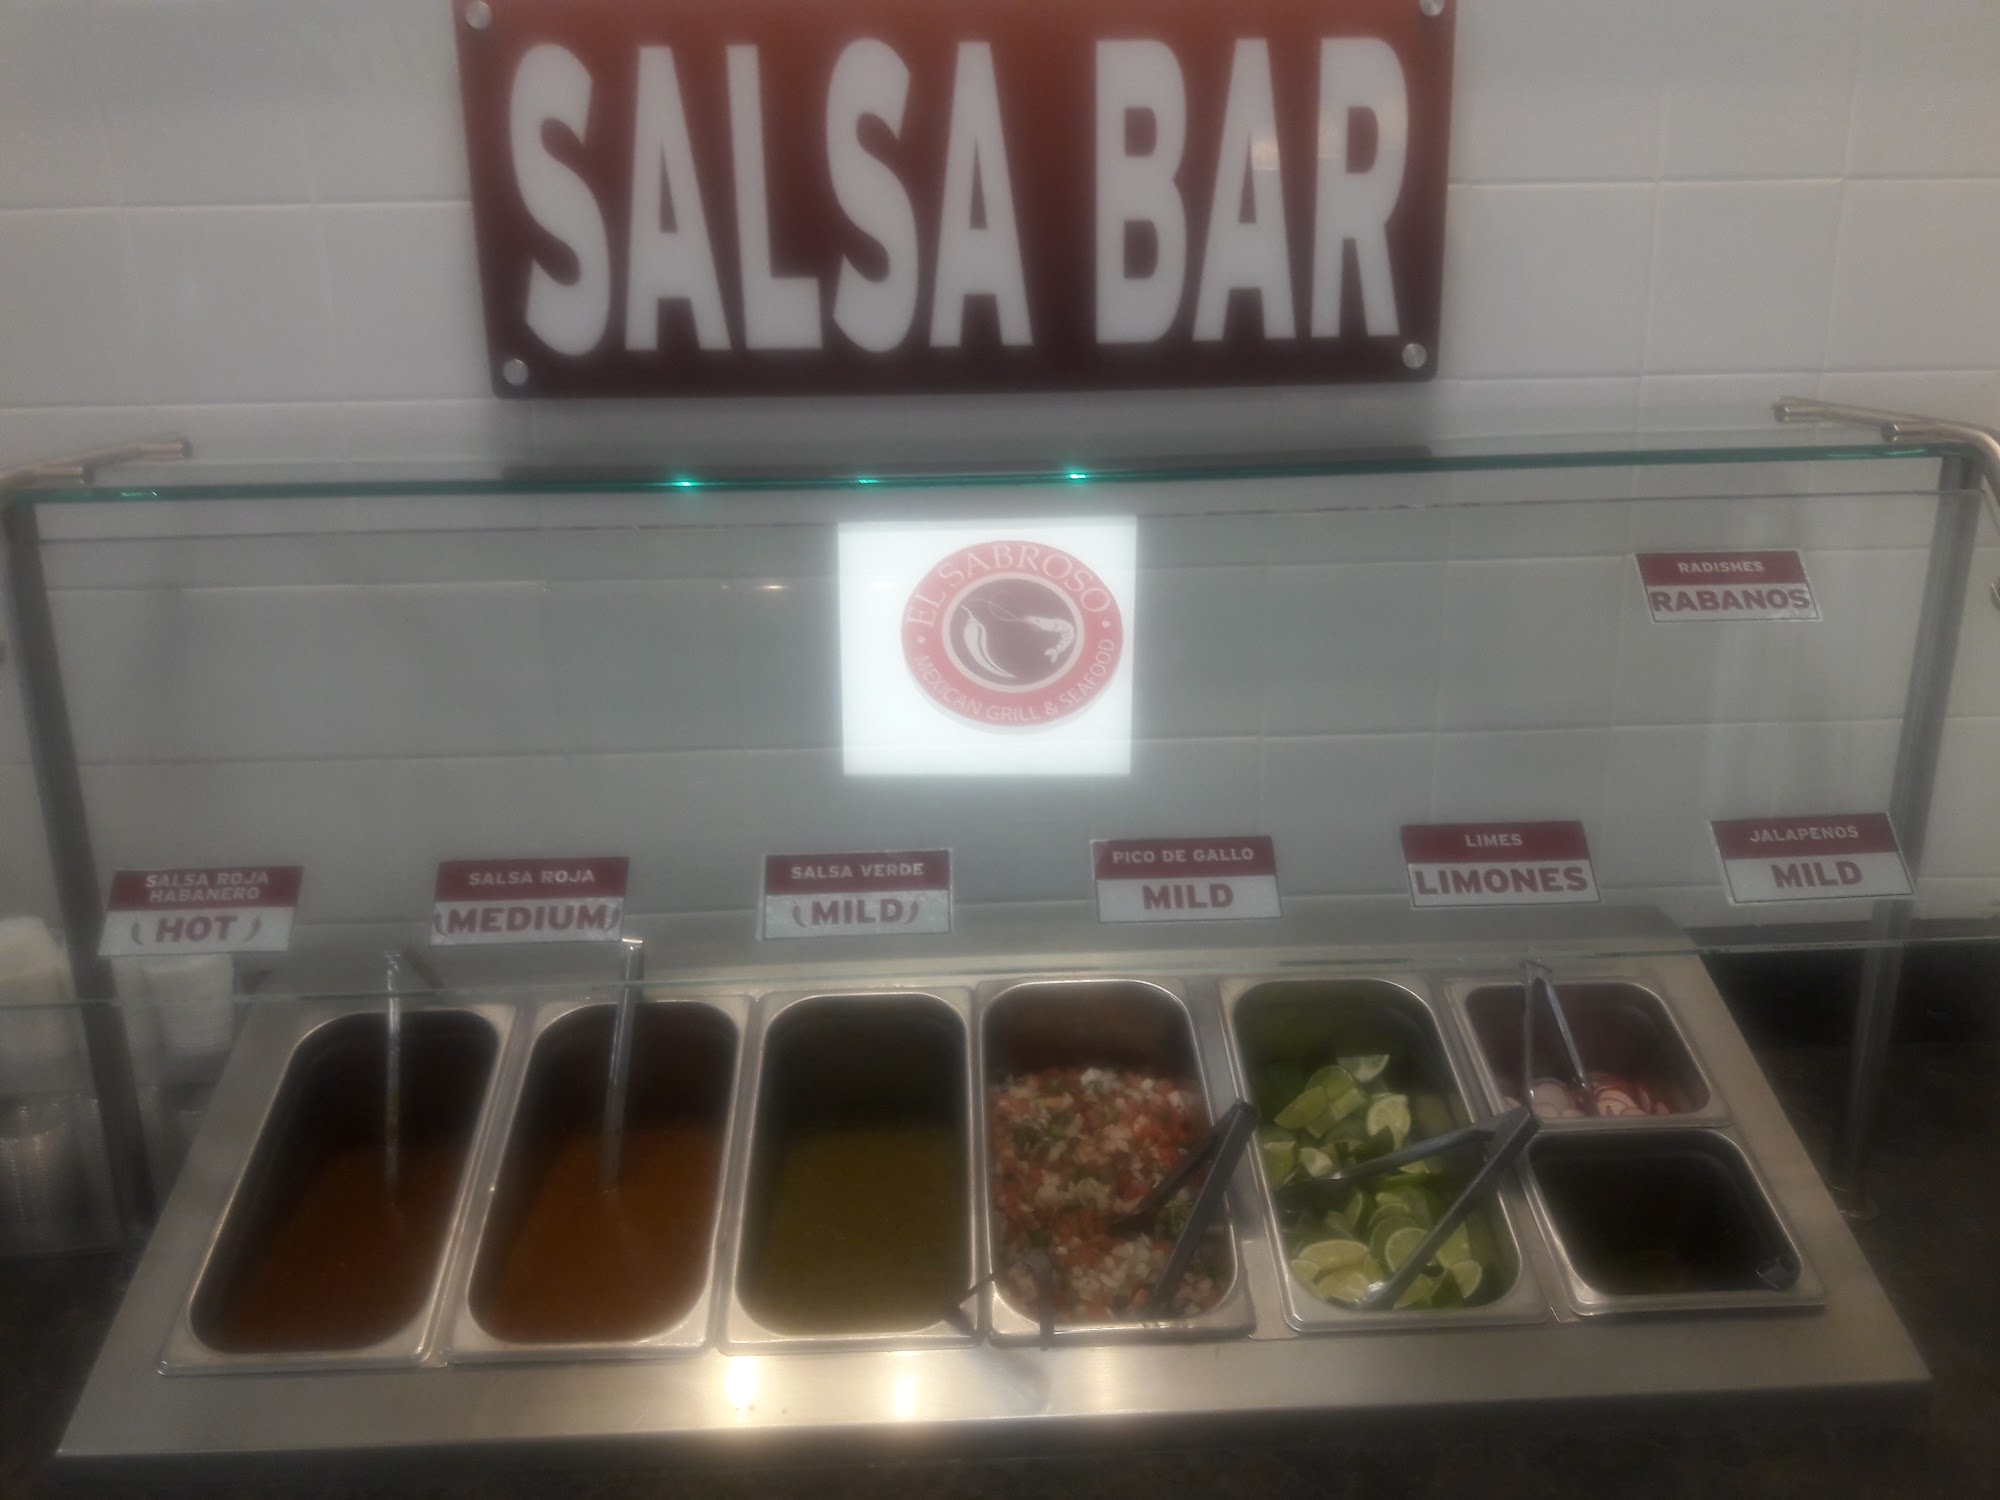 SALSA BAR
EL SABROSO
MEXICAN GRILL & SEAFOOD
RADISHES
RABANOS
SALSA ROJA
HABANERO
HOT
SALSA ROJA
MEDIUM
SALSA VERDE
MILD
PICO DE GALLO
MILD
LIMES
LIMONES
JALAPENOS
MILD